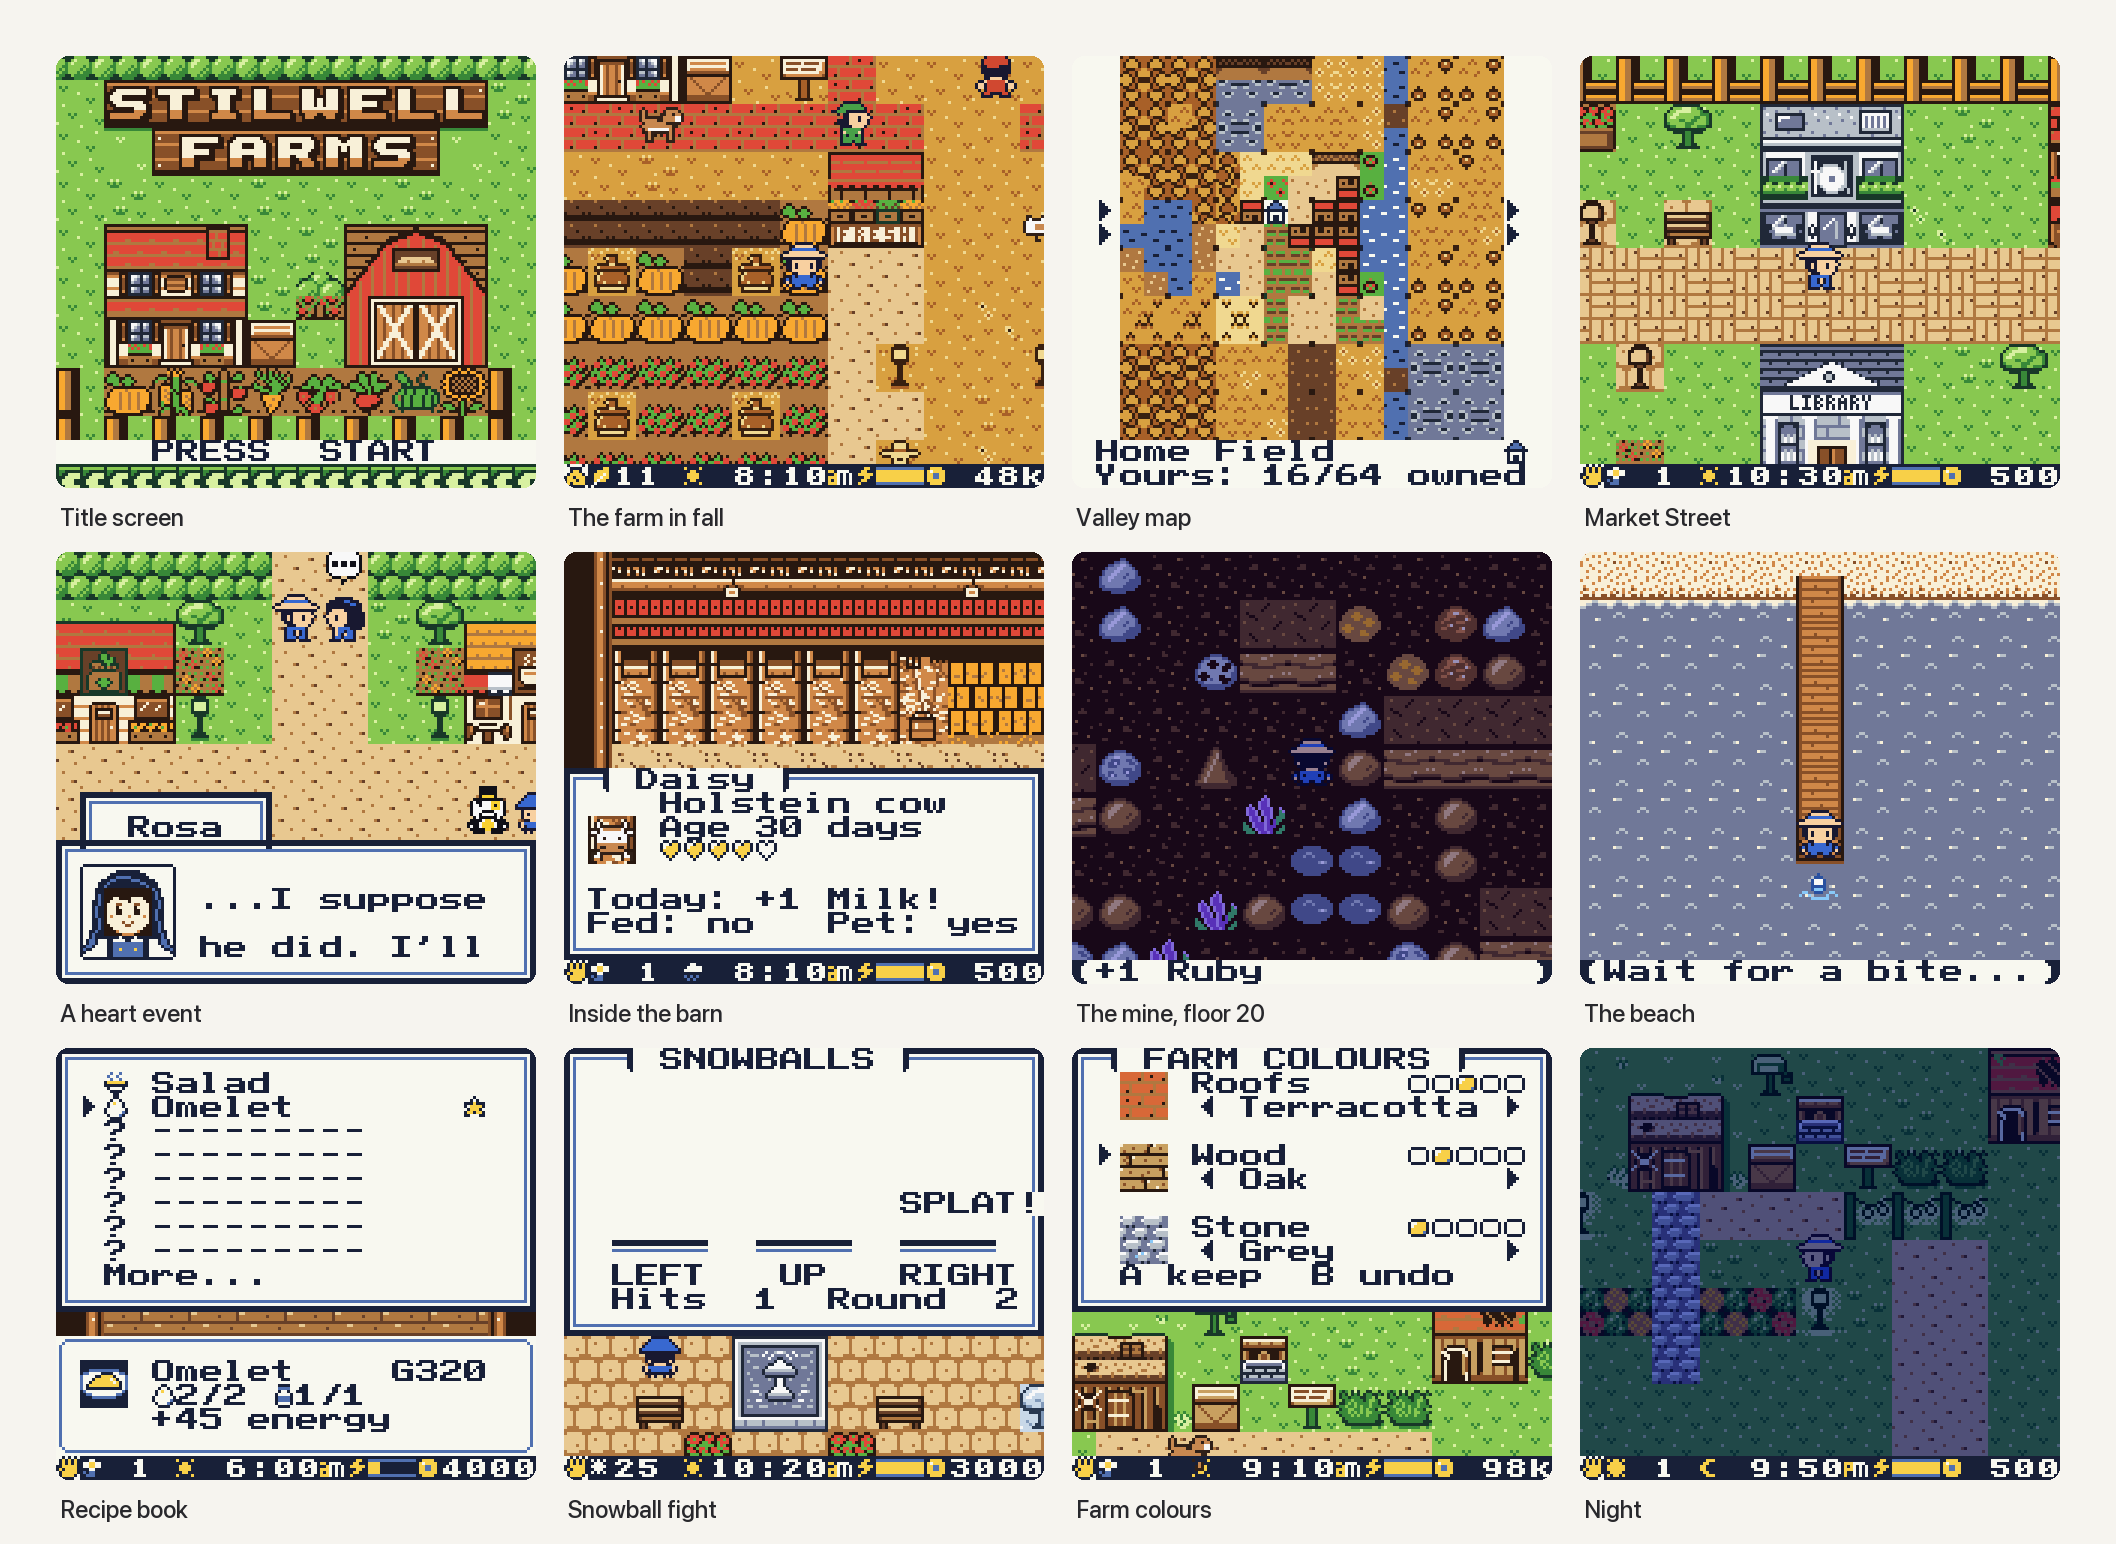 STILWELL
FARMS
PRESS START
Title screen
FRESH
11 8:10am 48k
The farm in fall
Home Field
Yours: 16/64 owned
Valley map
LIBRARY
1 10:30am 500
Market Street
Rosa
...I suppose
he did. I'll
A heart event
Daisy
Holstein cow
Age 30 days
Today: +1 Milk!
Fed: no Pet: yes
1 8:10am 500
Inside the barn
(+1 Ruby )
The mine, floor 20
(Wait for a bite...)
The beach
Salad
Omelet
? ---------
? ---------
? ---------
? ---------
? ---------
? ---------
More...
Omelet G320
2/2 1/1
+45 energy
1 6:00am 4000
Recipe book
SNOWBALLS
SPLAT!
LEFT UP RIGHT
Hits 1 Round 2
25 10:20am 3000
Snowball fight
FARM COLOURS
Roofs
Terracotta
Wood
Oak
Stone
Grey
A keep B undo
1 9:10am 98k
Farm colours
1 9:50pm 500
Night